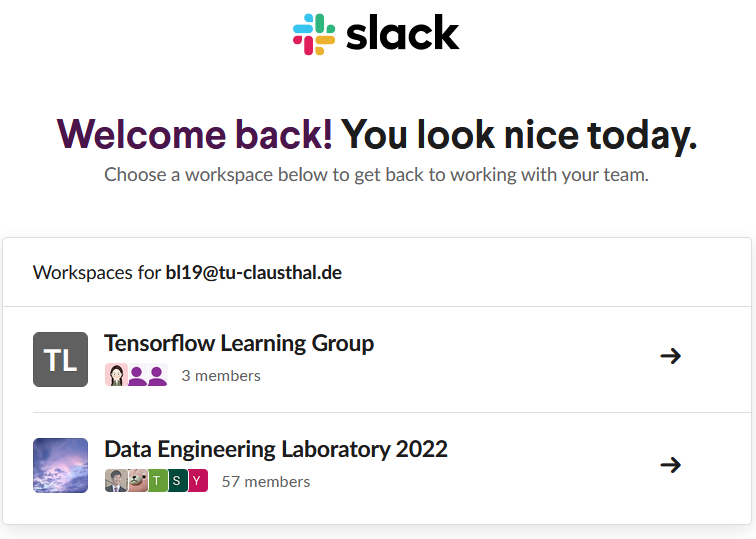 slack
Welcome back! You look nice today.
Choose a workspace below to get back to working with your team.
Workspaces for bl19@tu-clausthal.de
TL
Tensorflow Learning Group
3 members
Data Engineering Laboratory 2022
T S Y
57 members